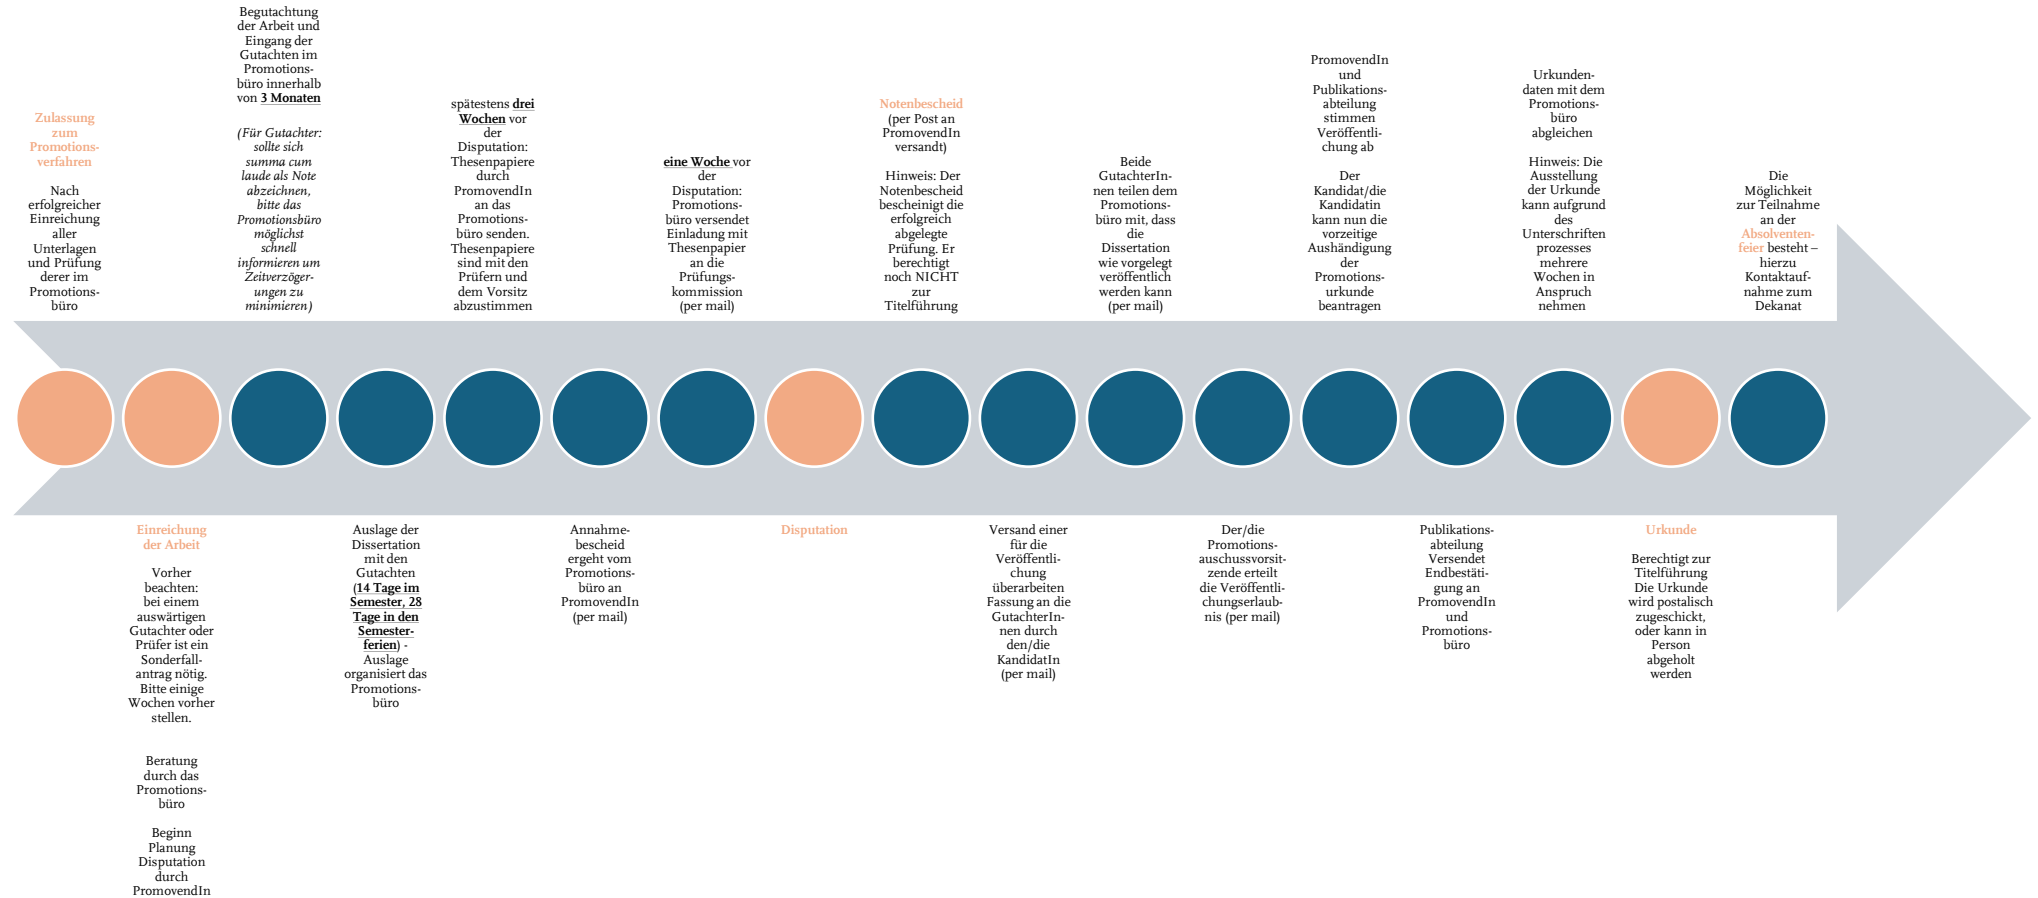 Zulassung
zum
Promotions-
verfahren
Nach
erfolgreicher
Einreichung
aller
Unterlagen
und Prüfung
derer im
Promotions-
büro
Einreichung
der Arbeit
Vorher
beachten:
bei einem
auswärtigen
Gutachter oder
Prüfer ist ein
Sonderfall-
antrag nötig.
Bitte einige
Wochen vorher
stellen.
Beratung
durch das
Promotions-
büro
Beginn
Planung
Disputation
durch
PromovendIn
Begutachtung
der Arbeit und
Eingang der
Gutachten im
Promotions-
büro innerhalb
von 3 Monaten
(Für Gutachter:
sollte sich
summa cum
laude als Note
abzeichnen,
bitte das
Promotionsbüro
möglichst
schnell
informieren um
Zeitverzöger-
ungen zu
minimieren)
Auslage der
Dissertation
mit den
Gutachten
(14 Tage im
Semester, 28
Tage in den
Semester-
ferien) -
Auslage
organisiert das
Promotions-
büro
spätestens drei
Wochen vor
der
Disputation:
Thesenpapiere
durch
PromovendIn
an das
Promotions-
büro senden.
Thesenpapiere
sind mit den
Prüfern und
dem Vorsitz
abzustimmen
Annahme-
bescheid
ergeht vom
Promotions-
büro an
PromovendIn
(per mail)
eine Woche vor
der
Disputation:
Promotions-
büro versendet
Einladung mit
Thesenpapier
an die
Prüfungs-
kommission
(per mail)
Disputation
Notenbescheid
(per Post an
PromovendIn
versandt)
Hinweis: Der
Notenbescheid
bescheinigt die
erfolgreich
abgelegte
Prüfung. Er
berechtigt
noch NICHT
zur
Titelführung
Versand einer
für die
Veröffentli-
chung
überarbeiten
Fassung an die
GutachterIn-
nen durch
den/die
KandidatIn
(per mail)
Beide
GutachterIn-
nen teilen dem
Promotions-
büro mit, dass
die
Dissertation
wie vorgelegt
veröffentlich
werden kann
(per mail)
Der/die
Promotions-
auschussvorsit-
zende erteilt
die Veröffentli-
chungserlaub-
nis (per mail)
PromovendIn
und
Publikations-
abteilung
stimmen
Veröffentli-
chung ab
Der
Kandidat/die
Kandidatin
kann nun die
vorzeitige
Aushändigung
der
Promotions-
urkunde
beantragen
Publikations-
abteilung
Versendet
Endbestäti-
gung an
PromovendIn
und
Promotions-
büro
Urkunden-
daten mit dem
Promotions-
büro
abgleichen
Hinweis: Die
Ausstellung
der Urkunde
kann aufgrund
des
Unterschriften
prozesses
mehrere
Wochen in
Anspruch
nehmen
Urkunde
Berechtigt zur
Titelführung
Die Urkunde
wird postalisch
zugeschickt,
oder kann in
Person
abgeholt
werden
Die
Möglichkeit
zur Teilnahme
an der
Absolventen-
feier besteht –
hierzu
Kontaktauf-
nahme zum
Dekanat